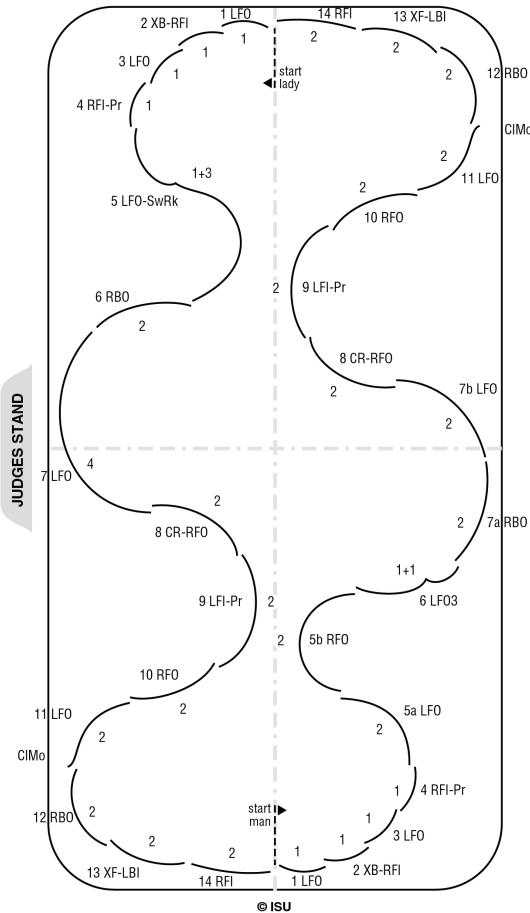 1 LFO
14 RFI
13 XF-LBI
2 XB-RFI
1
2
1
2
3 LFO
start
lady
1
2
12 RBO
4 RFI-Pr
1
CIMo
2
1+3
11 LFO
5 LFO-SwRk
2
10 RFO
6 RBO
2
9 LFI-Pr
2
8 CR-RFO
2
7b LFO
2
JUDGES STAND
4
7 LFO
2
8 CR-RFO
2
7a RBO
1+1
6 LFO3
9 LFI-Pr
2
2
5b RFO
10 RFO
2
11 LFO
5a LFO
2
2
CIMo
4 RFI-Pr
1
start
man
12 RBO
2
1
3 LFO
2
1
2
1
13 XF-LBI
2 XB-RFI
14 RFI
1 LFO
© ISU